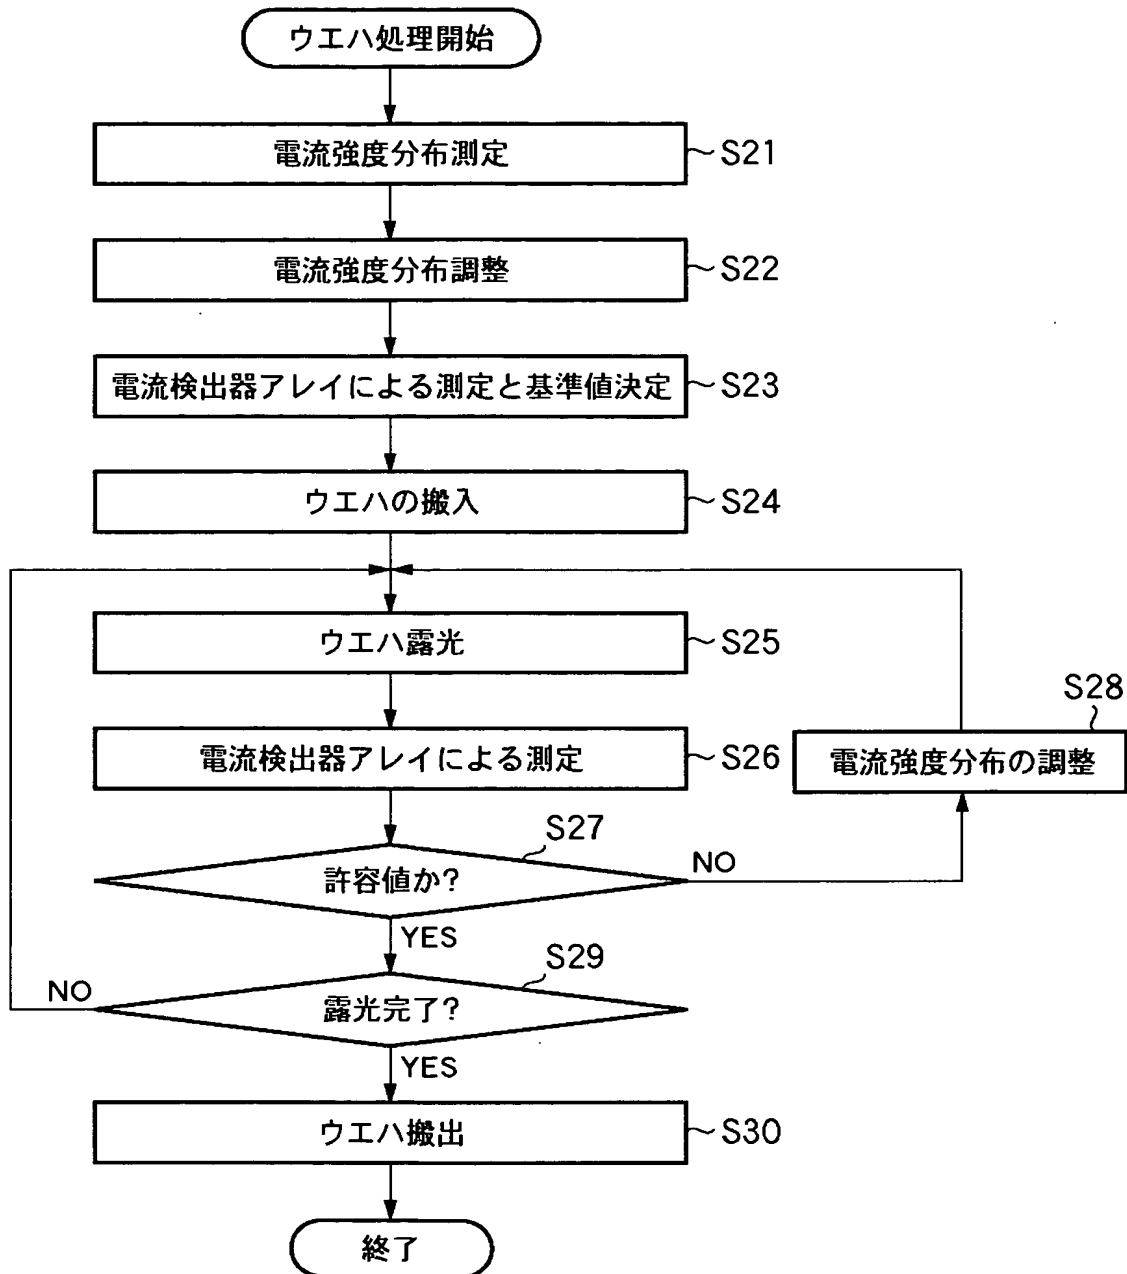 ウエハ処理開始
電流強度分布測定
S21
電流強度分布調整
S22
電流検出器アレイによる測定と基準値決定
S23
ウエハの搬入
S24
ウエハ露光
S25
S28
電流検出器アレイによる測定
S26
電流強度分布の調整
S27
許容値か?
NO
YES
S29
露光完了?
NO
YES
ウエハ搬出
S30
終了